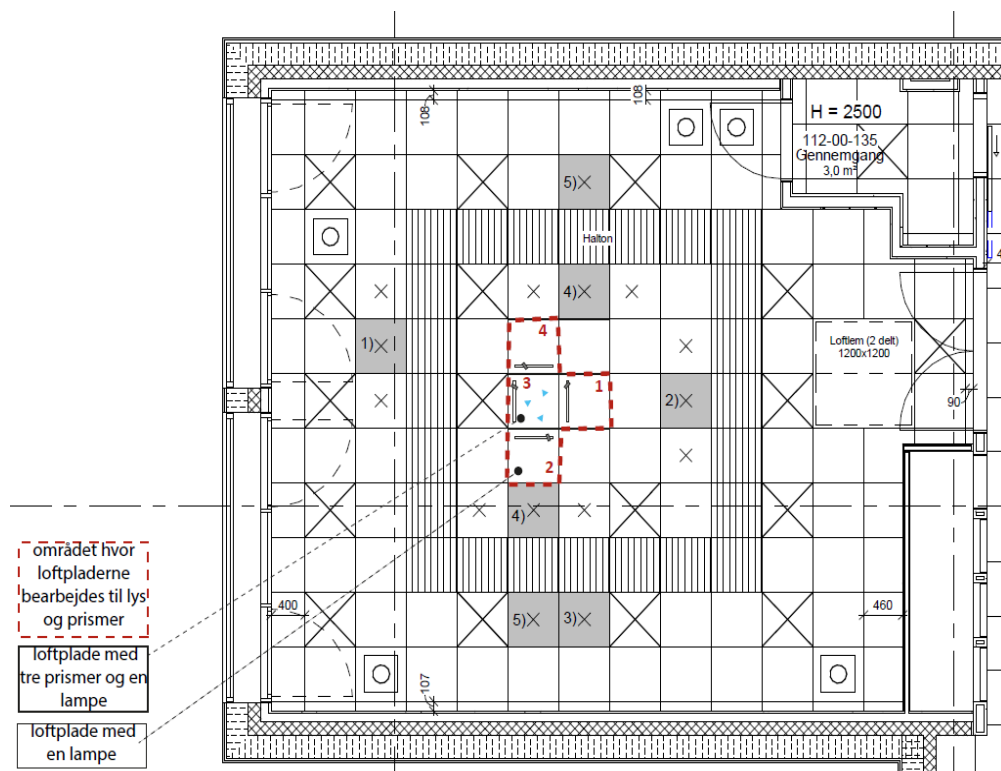 108
108
H = 2500
112-00-135
Gennemgang
3,0 m²
5)
Halton
4
4)
4
1)
Loftlem (2 delt)
1200x1200
3
1
2)
90
2
4)
området hvor
loftpladerne
bearbejdes til lys
og prismer
400
5)
3)
460
loftplade med
tre prismer og en
lampe
107
loftplade med
en lampe